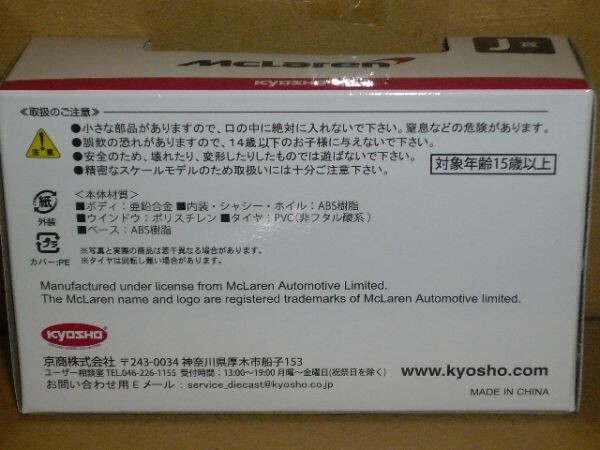 J賞
McLaren
KYOSHO
≪取扱のご注意≫
注意
●小さな部品がありますので、口の中に絶対に入れないで下さい。窒息などの危険があります。
●誤飲の恐れがありますので、14歳以下のお子様に与えないで下さい。
●安全のため、壊れたり、変形したりしたものでは遊ばないで下さい。
●精密なスケールモデルのため取扱いには十分ご注意下さい。
対象年齢15歳以上
＜本体材質＞
■ボディ：亜鉛合金 ■内装・シャシー・ホイル：ABS樹脂
■ウインドウ：ポリスチレン ■タイヤ：PVC(非フタル酸系)
■ベース：ABS樹脂
紙
外装
プラ
カバー:PE
※写真と実際の商品は若干異なる場合があります。
※タイヤは回転し難い場合があります。
Manufactured under license from McLaren Automotive Limited.
The McLaren name and logo are registered trademarks of McLaren Automotive limited.
KYOSHO
京商株式会社 〒243-0034 神奈川県厚木市船子153
ユーザー相談室TEL.046-226-1155 受付時間：13:00〜19:00 月曜〜金曜日(祝祭日を除く)
お問い合わせ用Eメール：service_diecast@kyosho.co.jp
www.kyosho.com
MADE IN CHINA